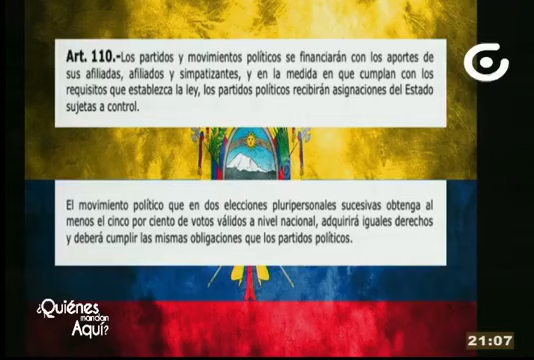 Art. 110.-Los partidos y movimientos políticos se financiarán con los aportes de
sus afiliadas, afiliados y simpatizantes, y en la medida en que cumplan con los
requisitos que establezca la ley, los partidos políticos recibirán asignaciones del Estado
sujetas a control.
El movimiento político que en dos elecciones pluripersonales sucesivas obtenga al
menos el cinco por ciento de votos válidos a nivel nacional, adquirirá iguales derechos
y deberá cumplir las mismas obligaciones que los partidos políticos.
¿Quiénes
mandan
Aquí?
21:07